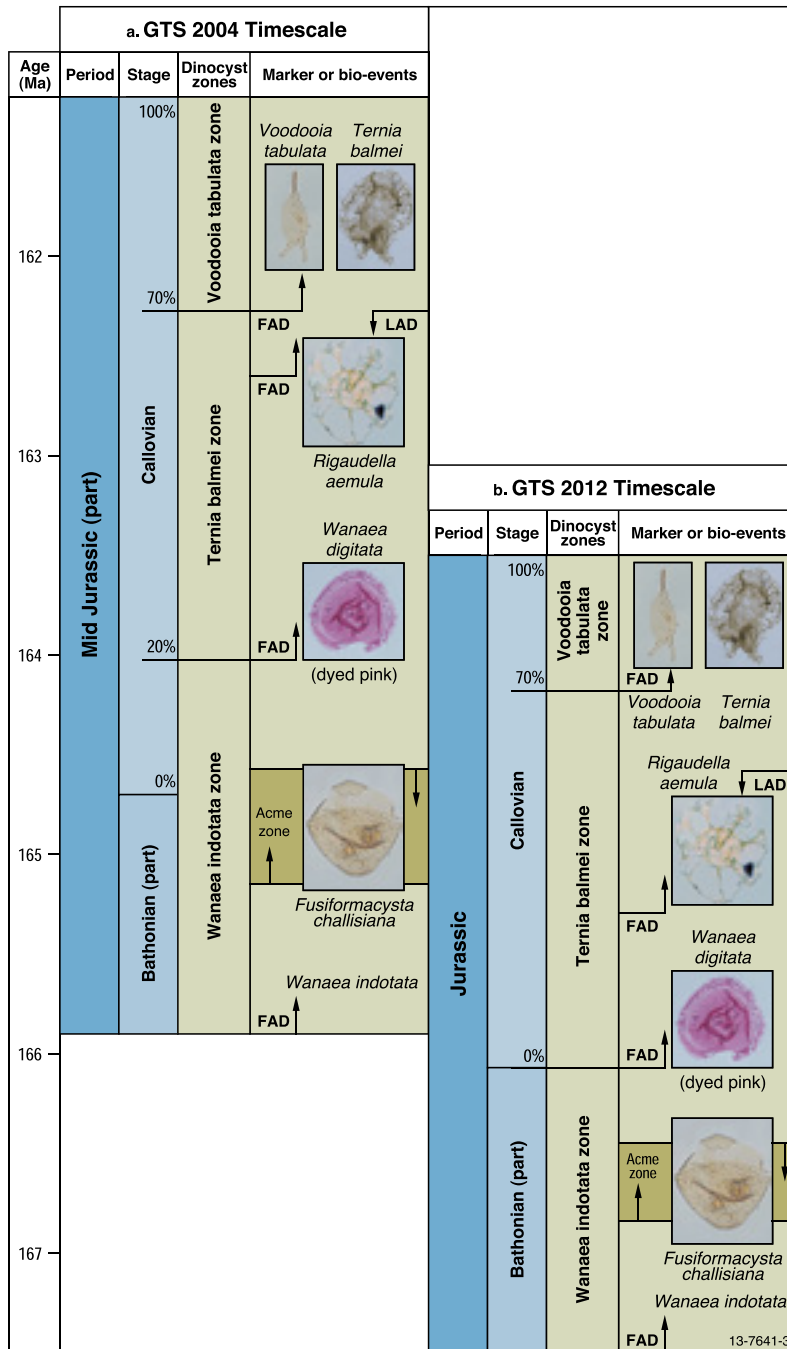 a. GTS 2004 Timescale
Age
(Ma)
Period
Stage
Dinocyst
zones
Marker or bio-events
162
163
164
165
166
167
Mid Jurassic (part)
100%
70%
Callovian
20%
0%
Bathonian (part)
Voodooia tabulata zone
Ternia balmei zone
Wanaea indotata zone
Voodooia
tabulata
Ternia
balmei
FAD
LAD
FAD
Rigaudella
aemula
Wanaea
digitata
FAD
(dyed pink)
Acme
zone
Fusiformacysta
challisiana
Wanaea indotata
FAD
b. GTS 2012 Timescale
Period
Stage
Dinocyst
zones
Marker or bio-events
Jurassic
100%
70%
Callovian
0%
Bathonian (part)
Voodooia
tabulata
zone
Ternia balmei zone
Wanaea indotata zone
FAD
Voodooia
tabulata
Ternia
balmei
Rigaudella
aemula
LAD
FAD
Wanaea
digitata
FAD
(dyed pink)
Acme
zone
Fusiformacysta
challisiana
Wanaea indotata
FAD
13-7641-3